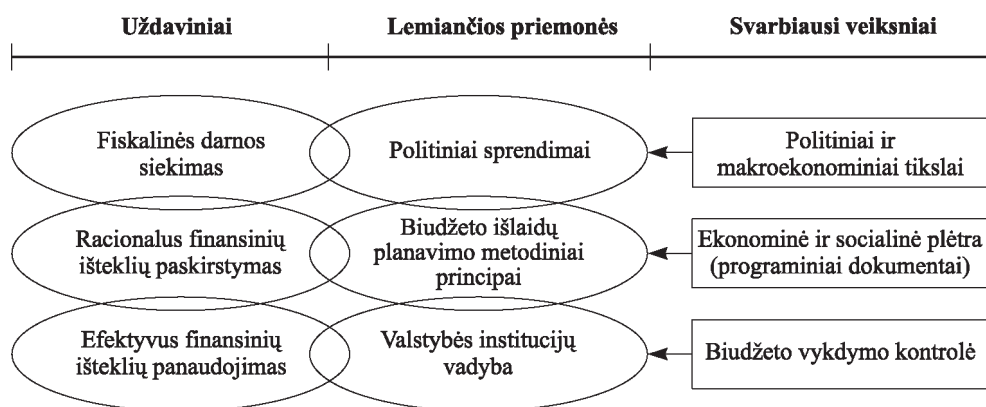 Uždaviniai
Lemiančios priemonės
Svarbiausi veiksniai
Fiskalinės darnos
siekimas
Politiniai sprendimai
Politiniai ir
makroekonominiai tikslai
Racionalus finansinių
išteklių paskirstymas
Biudžeto išlaidų
planavimo metodiniai
principai
Ekonominė ir socialinė plėtra
(programiniai dokumentai)
Efektyvus finansinių
išteklių panaudojimas
Valstybės institucijų
vadyba
Biudžeto vykdymo kontrolė